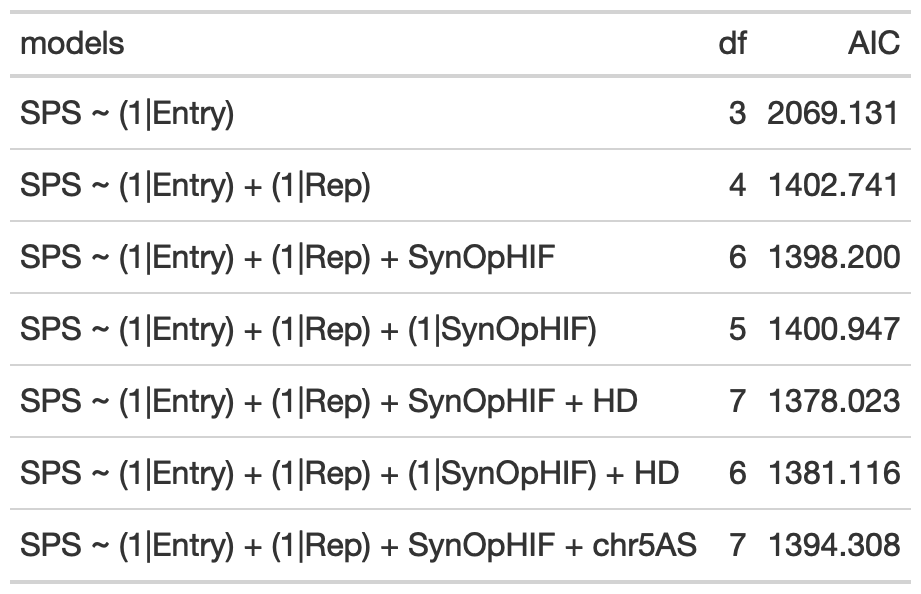 models df AIC
SPS ~ (1|Entry) 3 2069.131
SPS ~ (1|Entry) + (1|Rep) 4 1402.741
SPS ~ (1|Entry) + (1|Rep) + SynOpHIF 6 1398.200
SPS ~ (1|Entry) + (1|Rep) + (1|SynOpHIF) 5 1400.947
SPS ~ (1|Entry) + (1|Rep) + SynOpHIF + HD 7 1378.023
SPS ~ (1|Entry) + (1|Rep) + (1|SynOpHIF) + HD 6 1381.116
SPS ~ (1|Entry) + (1|Rep) + SynOpHIF + chr5AS 7 1394.308